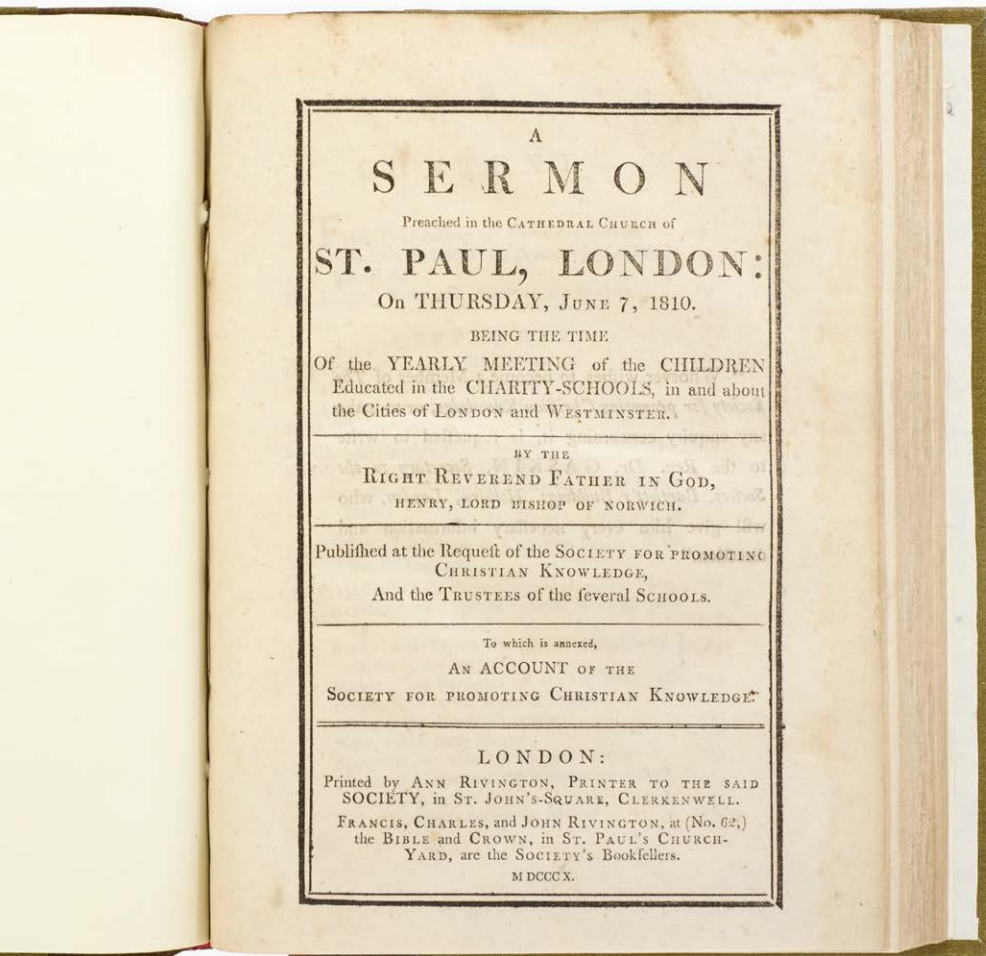 A
SERMON
Preached in the CATHEDRAL CHURCH of
ST. PAUL, LONDON:
On THURSDAY, JUNE 7, 1810.
BEING THE TIME
Of the YEARLY MEETING of the CHILDREN
Educated in the CHARITY-SCHOOLS, in and about
the Cities of LONDON and WESTMINSTER.
BY THE
RIGHT REVEREND FATHER IN GOD,
HENRY, LORD BISHOP OF NORWICH.
Publiſhed at the Requeſt of the SOCIETY FOR PROMOTING
CHRISTIAN KNOWLEDGE,
And the TRUSTEES of the ſeveral SCHOOLS.
To which is annexed,
AN ACCOUNT OF THE
SOCIETY FOR PROMOTING CHRISTIAN KNOWLEDGE.
LONDON:
Printed by ANN RIVINGTON, PRINTER TO THE SAID
SOCIETY, in ST. JOHN'S-SQUARE, CLERKENWELL.
FRANCIS, CHARLES, and JOHN RIVINGTON, at (No. 62,)
the BIBLE and CROWN, in ST. PAUL'S CHURCH-
YARD, are the SOCIETY'S Bookſellers.
MDCCCX.